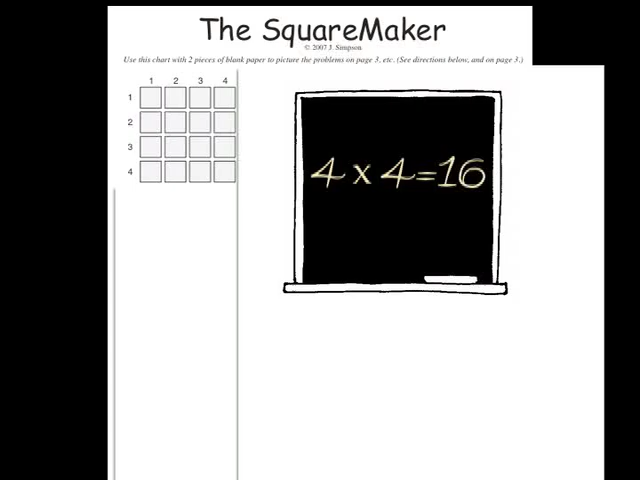 The SquareMaker
© 2007 J. Simpson
Use this chart with 2 pieces of blank paper to picture the problems on page 3, etc. (See directions below, and on page 3.)
1 2 3 4
1
2
3
4
4 x 4=16